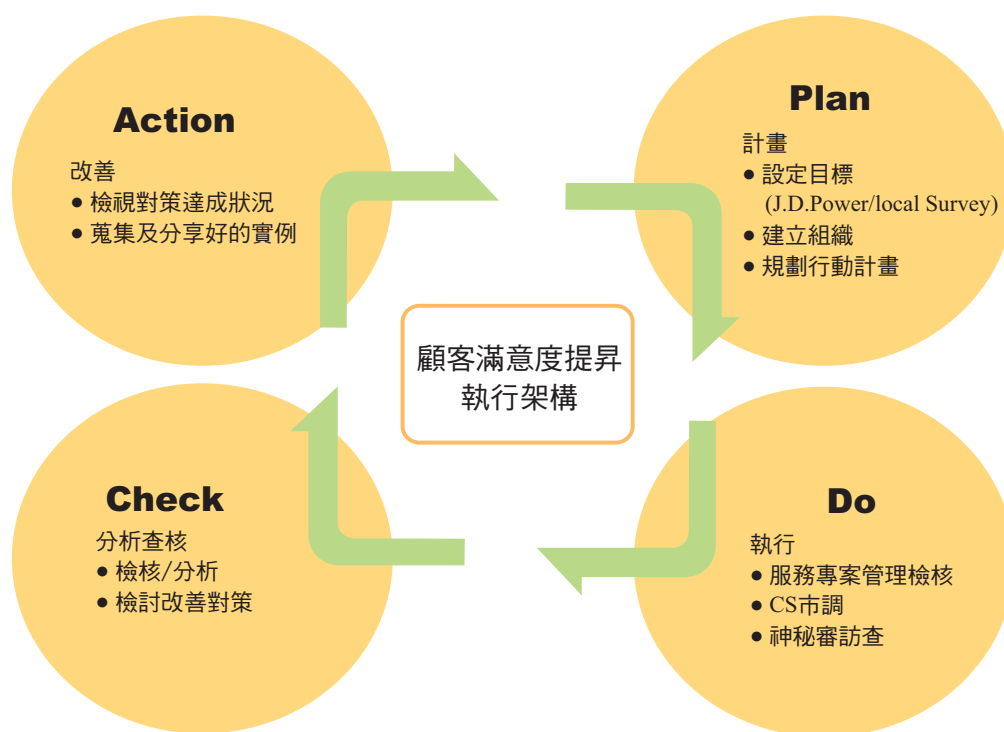 Action
改善
● 檢視對策達成狀況
● 蒐集及分享好的實例
Plan
計畫
● 設定目標
(J.D.Power/local Survey)
● 建立組織
● 規劃行動計畫
顧客滿意度提昇
執行架構
Check
分析查核
● 檢核/分析
● 檢討改善對策
Do
執行
● 服務專案管理檢核
● CS市調
● 神秘審訪查